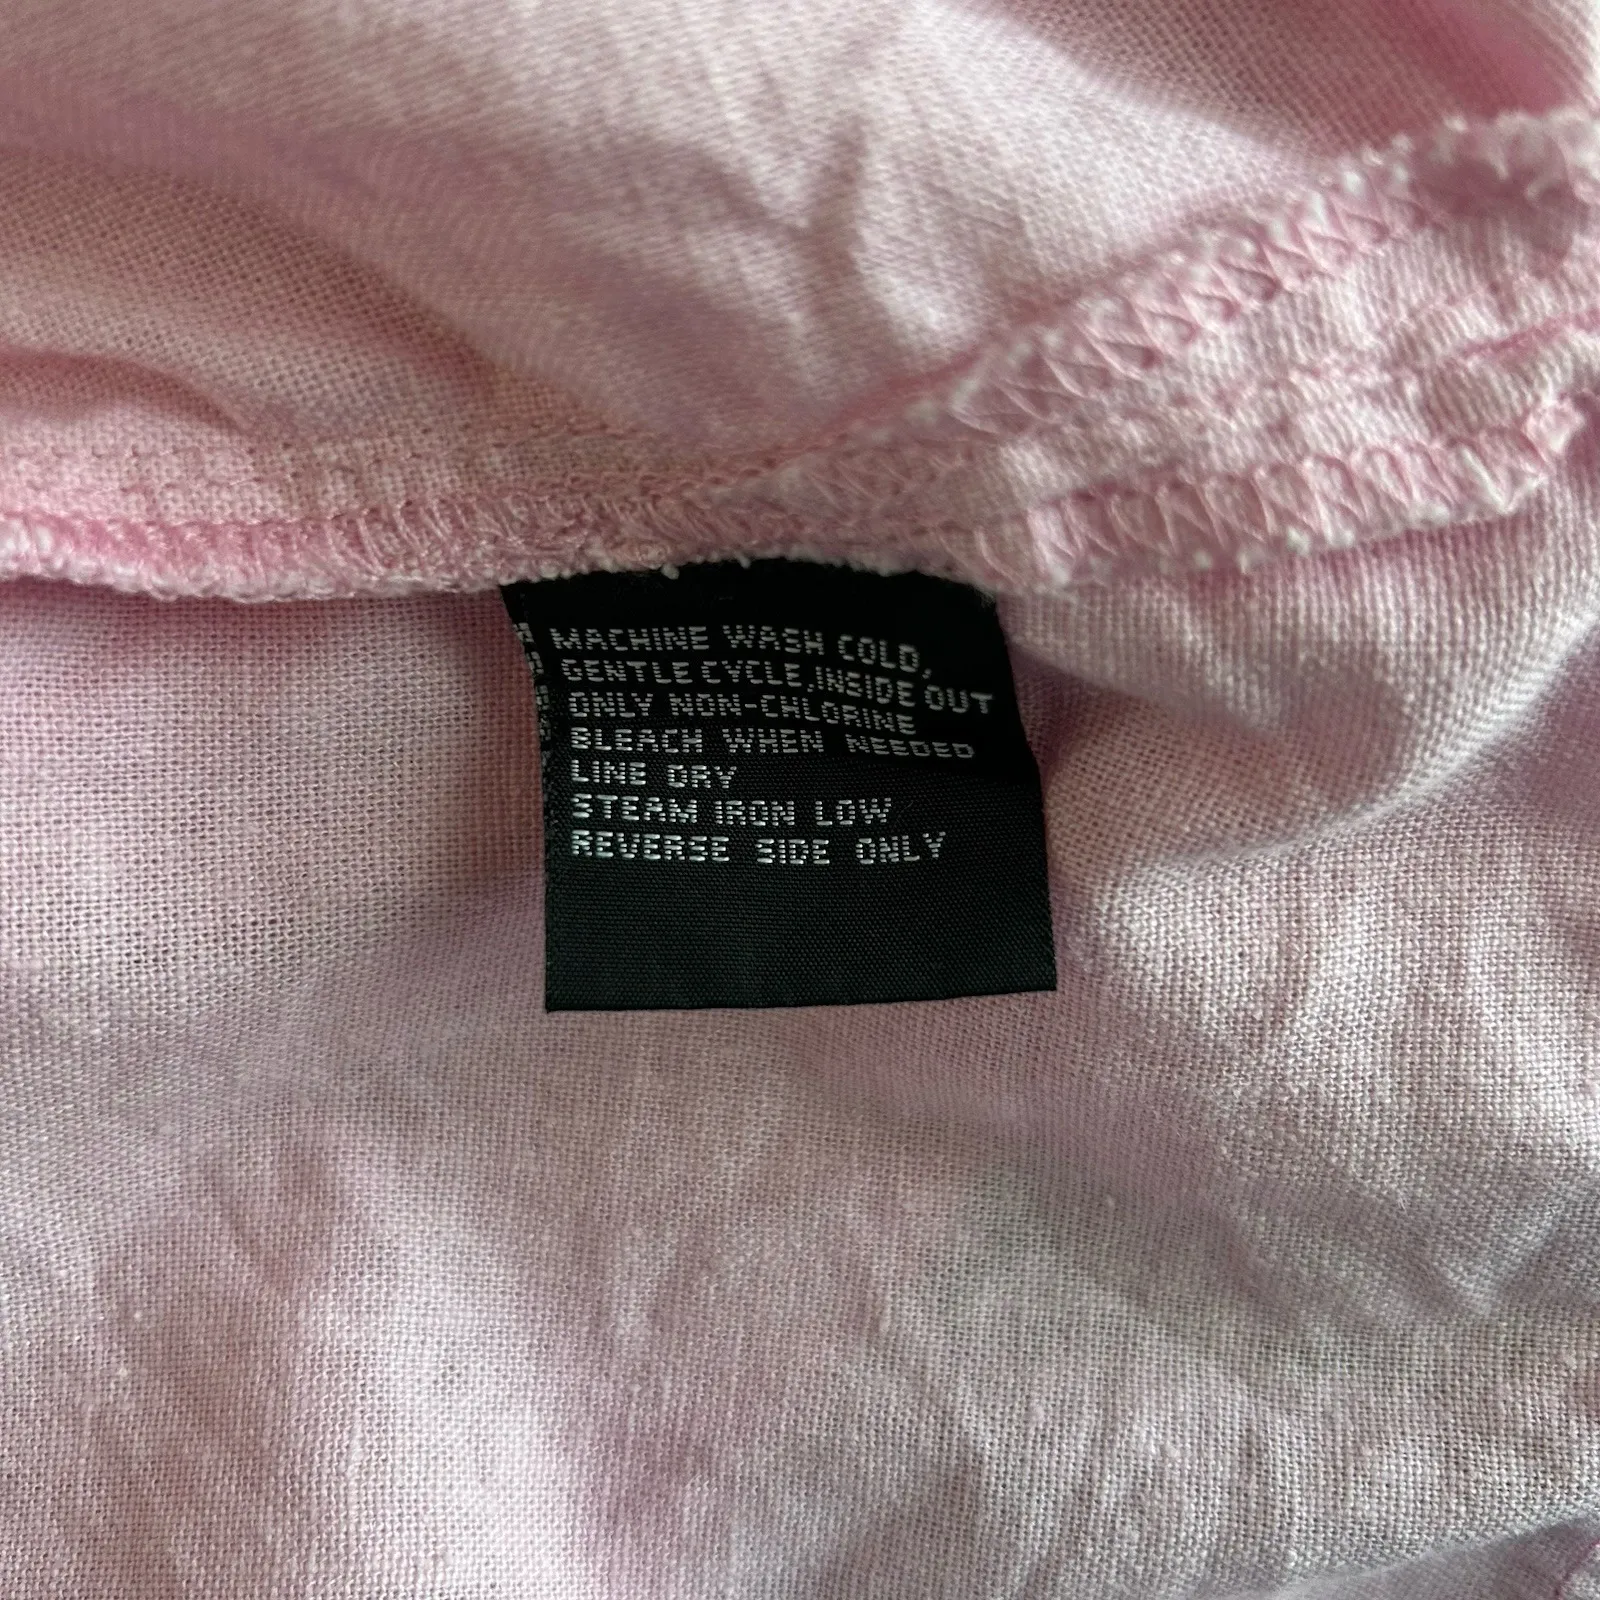 MACHINE WASH COLD,
GENTLE CYCLE, INSIDE OUT
ONLY NON-CHLORINE
BLEACH WHEN NEEDED
LINE DRY
STEAM IRON LOW
REVERSE SIDE ONLY